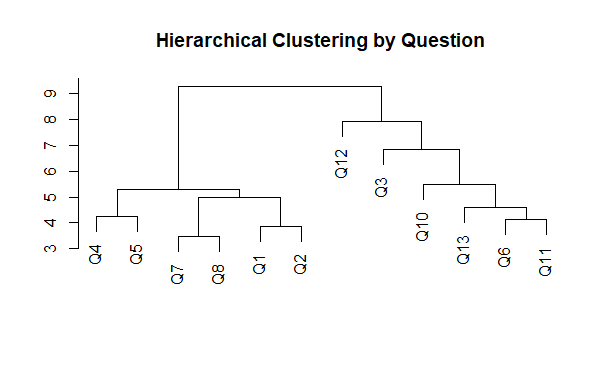 Hierarchical Clustering by Question
9
8
7
6
5
4
3
Q4
Q5
Q7
Q8
Q1
Q2
Q12
Q3
Q10
Q13
Q6
Q11